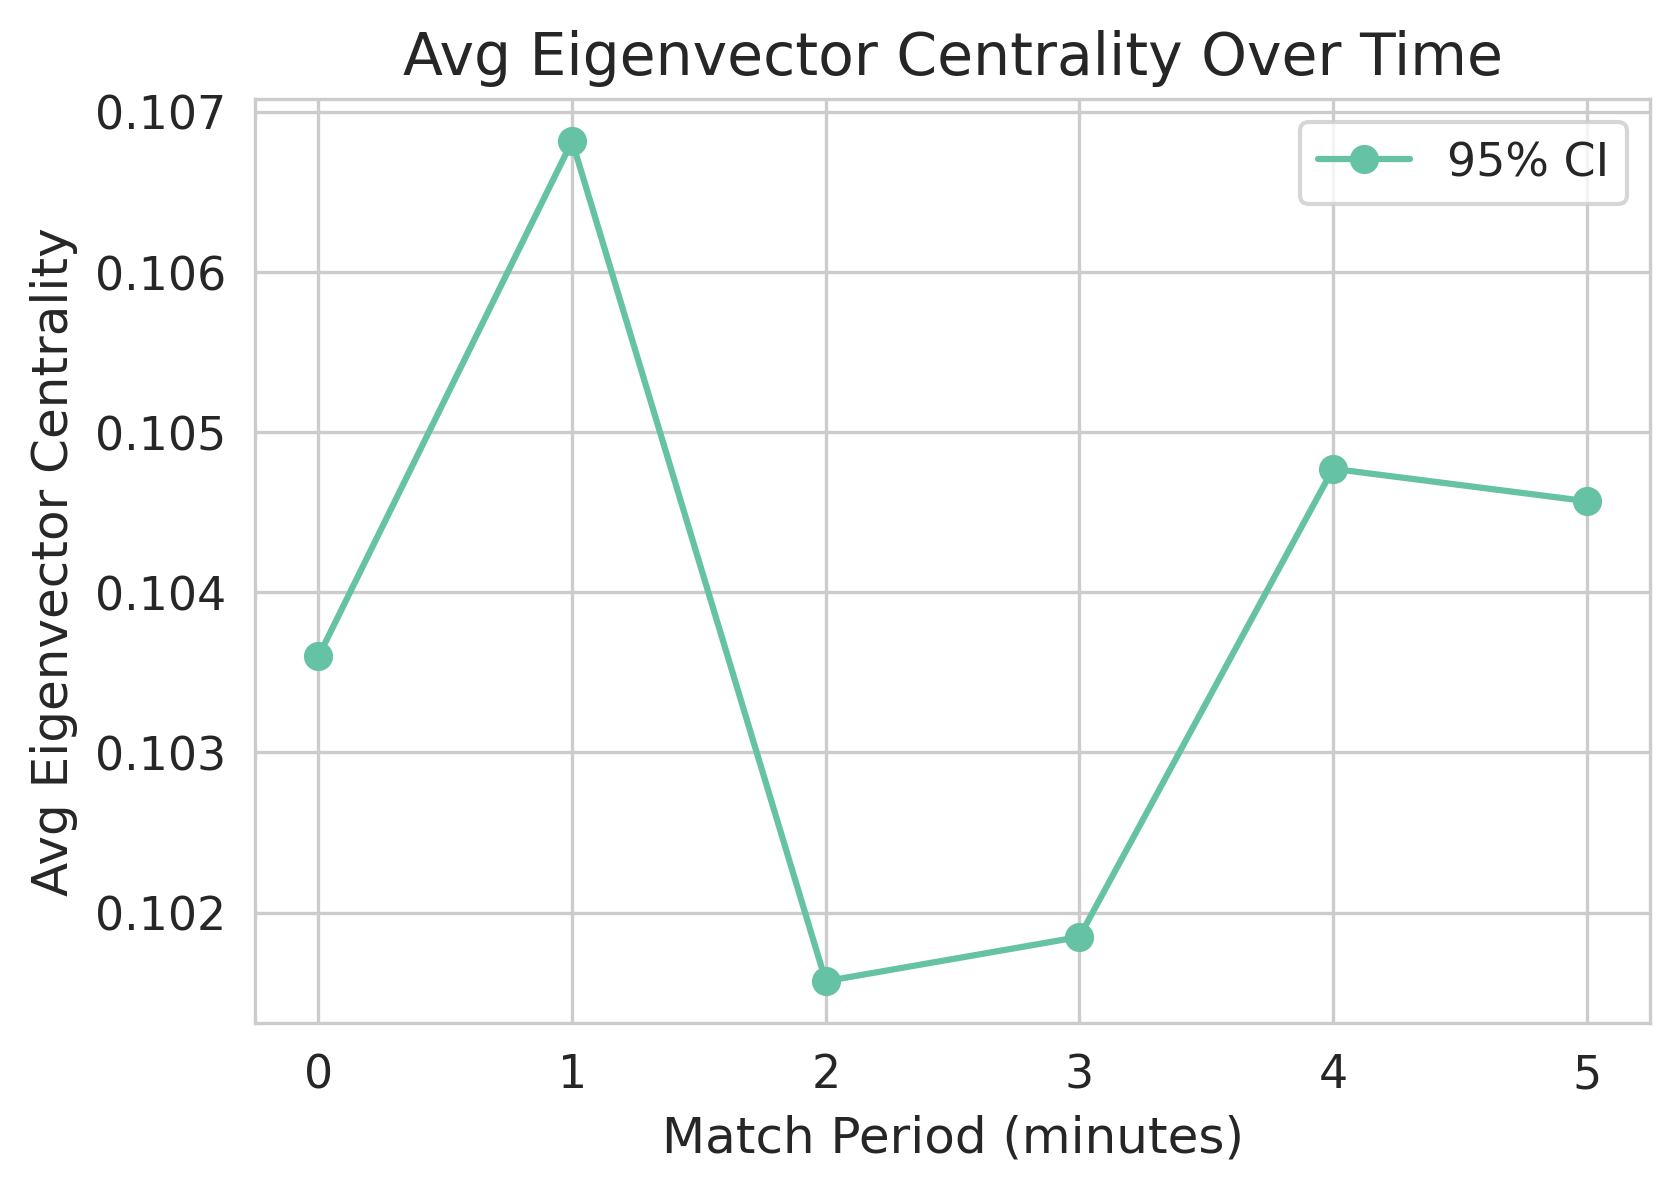 Avg Eigenvector Centrality Over Time
95% CI
Avg Eigenvector Centrality
0.107
0.106
0.105
0.104
0.103
0.102
0 1 2 3 4 5
Match Period (minutes)